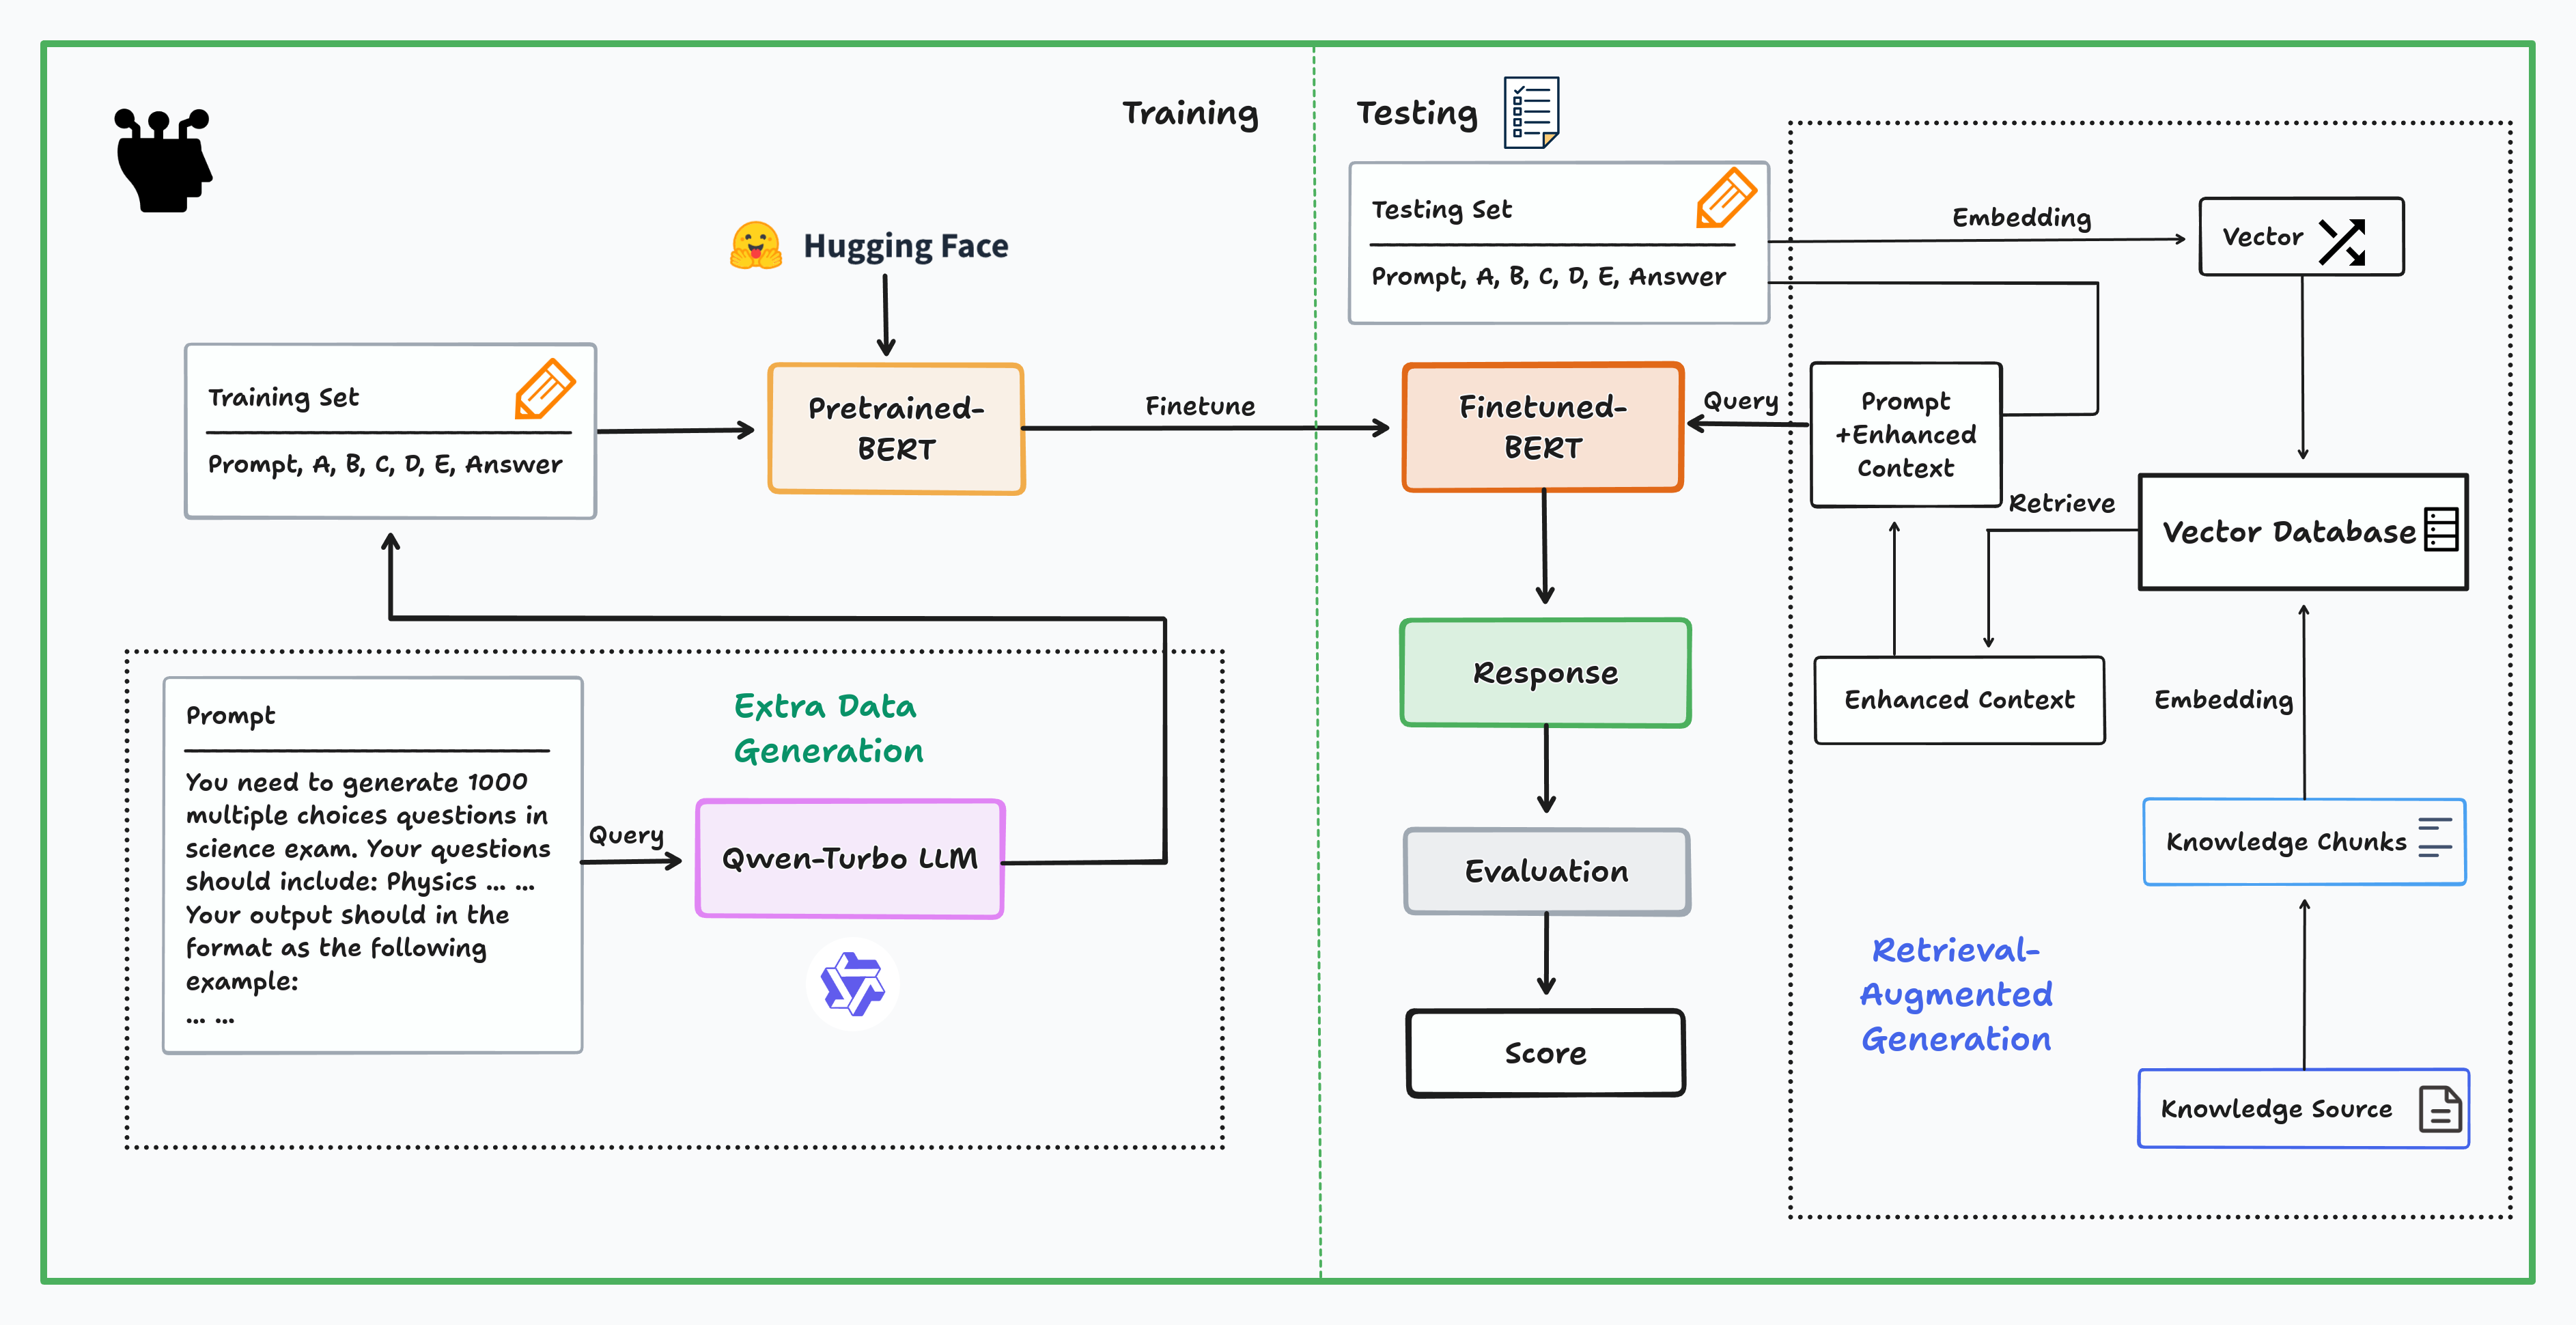 Training
Hugging Face
Training Set
Prompt, A, B, C, D, E, Answer
Pretrained-
BERT
Finetune
Prompt
You need to generate 1000
multiple choices questions in
science exam. Your questions
should include: Physics ... ...
Your output should in the
format as the following
example:
... ...
Query
Extra Data
Generation
Qwen-Turbo LLM
Testing
Testing Set
Prompt, A, B, C, D, E, Answer
Embedding
Vector
Finetuned-
BERT
Query
Prompt
+Enhanced
Context
Retrieve
Vector Database
Response
Enhanced Context
Embedding
Evaluation
Knowledge Chunks
Retrieval-
Augmented
Generation
Score
Knowledge Source